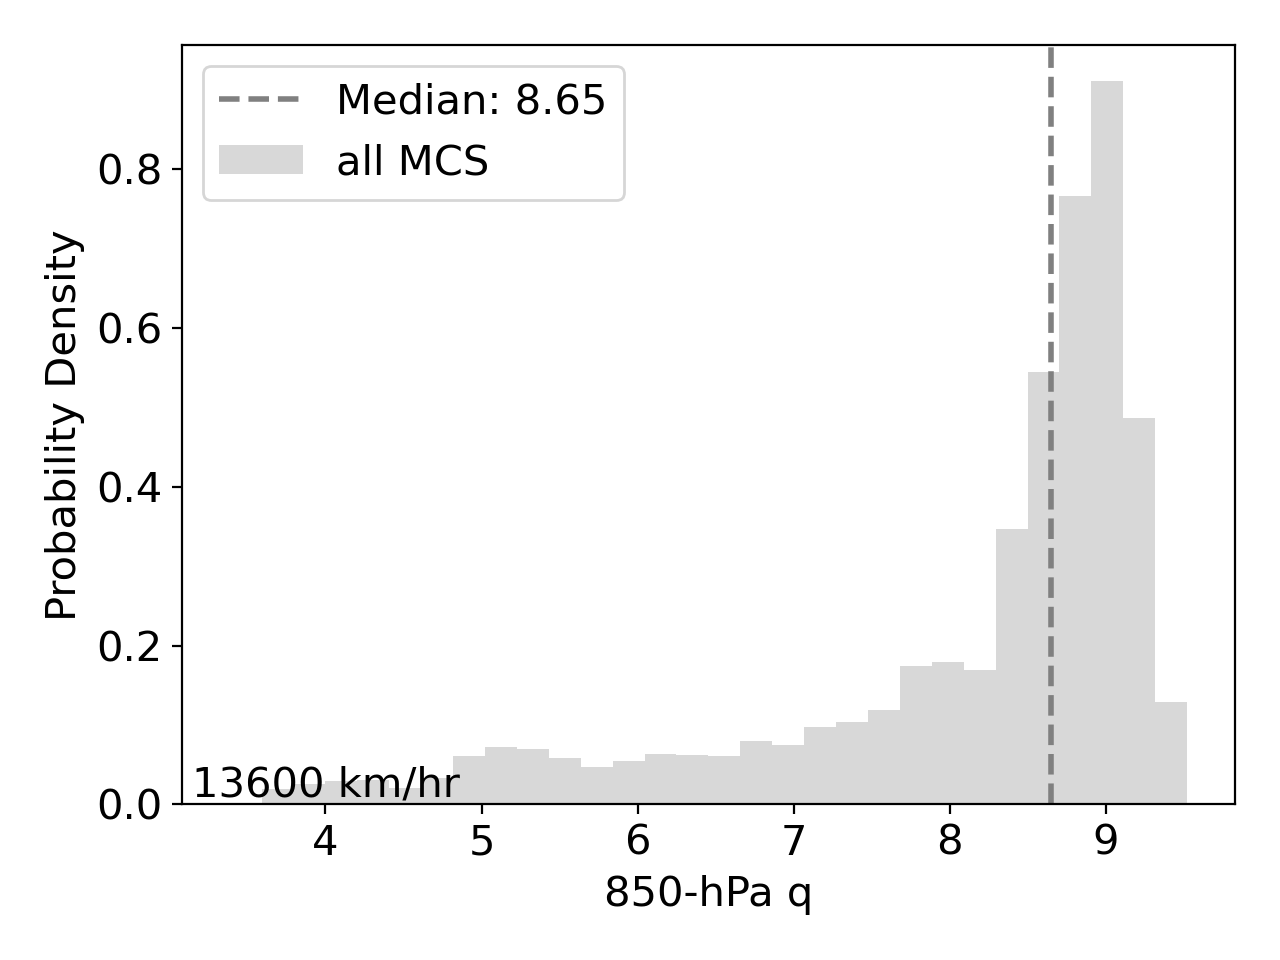 Median: 8.65
all MCS
Probability Density
0.8
0.6
0.4
0.2
0.0
13600 km/hr
4 5 6 7 8 9
850-hPa q